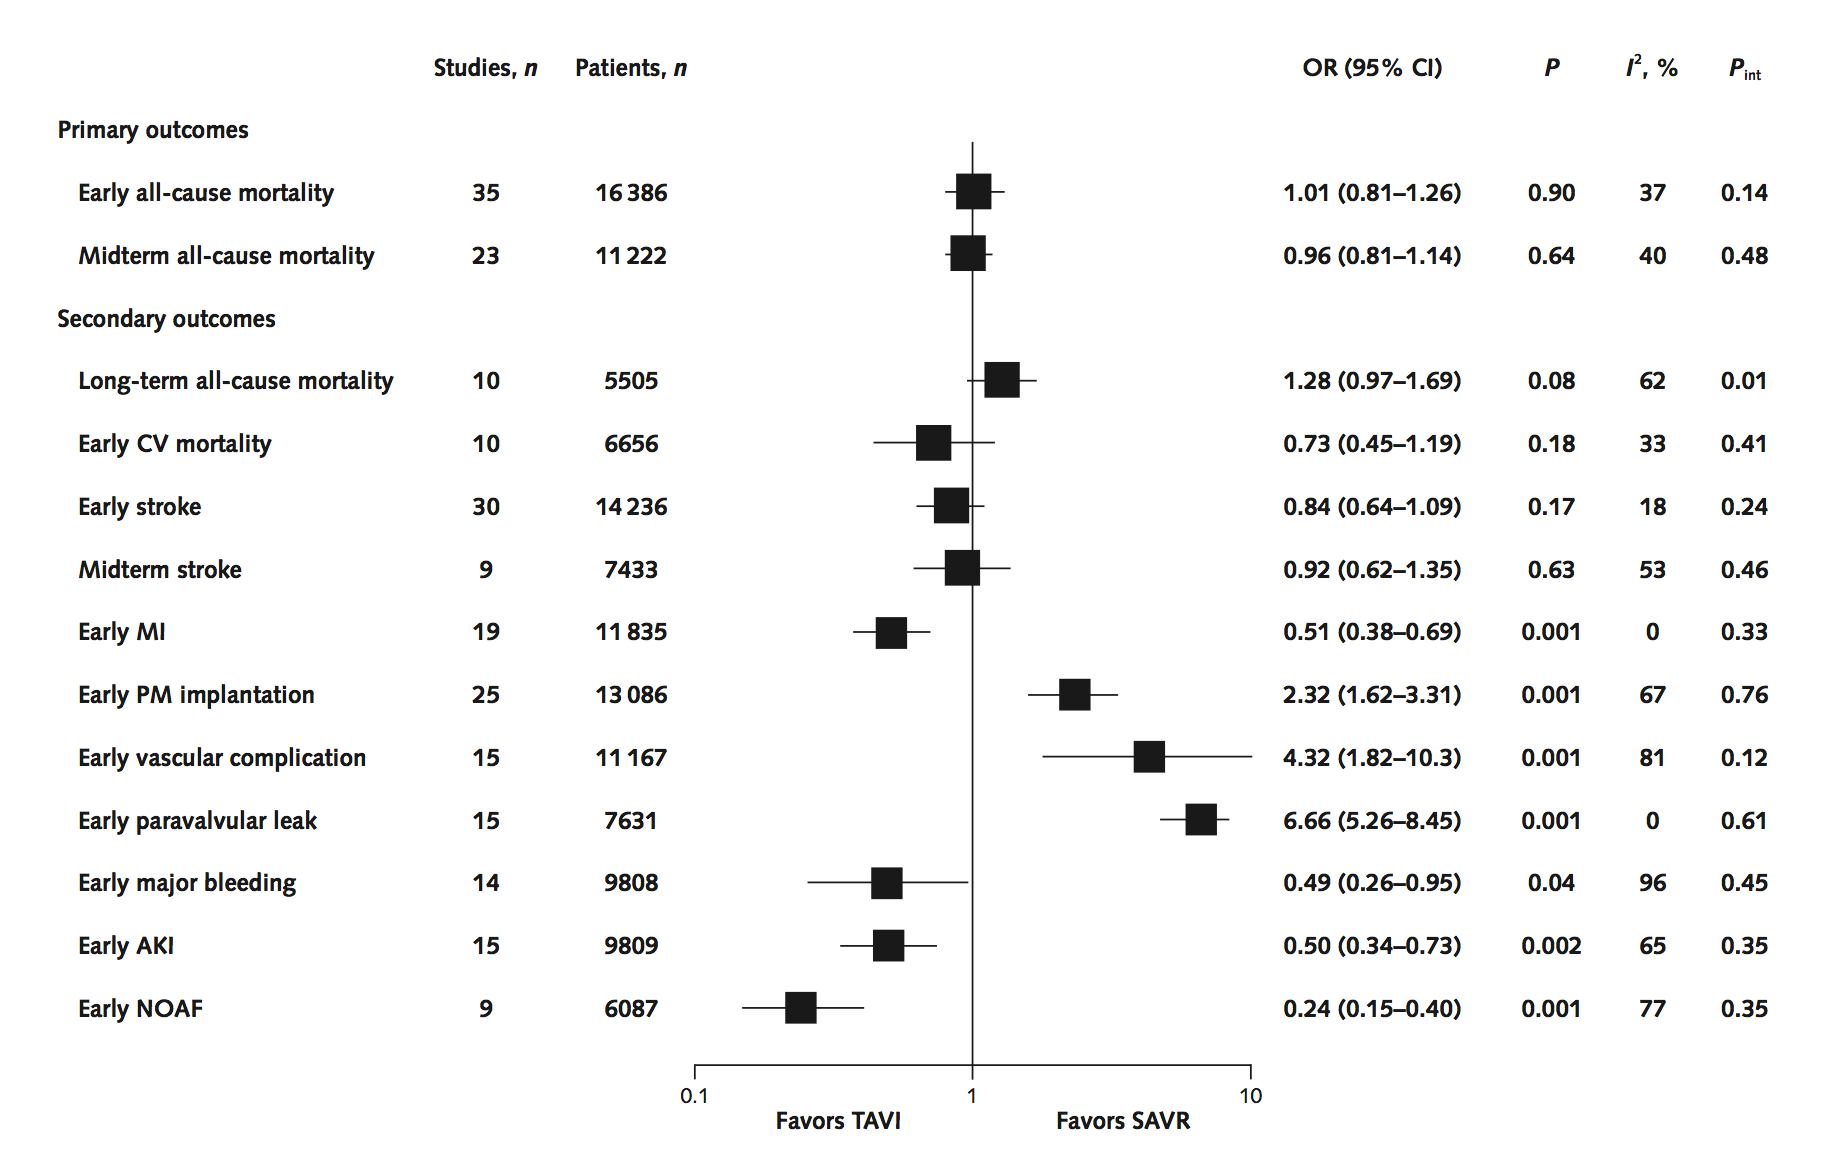 Studies, n Patients, n OR (95% CI) P I², % Pint
Primary outcomes
Early all-cause mortality 35 16 386 1.01 (0.81–1.26) 0.90 37 0.14
Midterm all-cause mortality 23 11 222 0.96 (0.81–1.14) 0.64 40 0.48
Secondary outcomes
Long-term all-cause mortality 10 5505 1.28 (0.97–1.69) 0.08 62 0.01
Early CV mortality 10 6656 0.73 (0.45–1.19) 0.18 33 0.41
Early stroke 30 14 236 0.84 (0.64–1.09) 0.17 18 0.24
Midterm stroke 9 7433 0.92 (0.62–1.35) 0.63 53 0.46
Early MI 19 11 835 0.51 (0.38–0.69) 0.001 0 0.33
Early PM implantation 25 13 086 2.32 (1.62–3.31) 0.001 67 0.76
Early vascular complication 15 11 167 4.32 (1.82–10.3) 0.001 81 0.12
Early paravalvular leak 15 7631 6.66 (5.26–8.45) 0.001 0 0.61
Early major bleeding 14 9808 0.49 (0.26–0.95) 0.04 96 0.45
Early AKI 15 9809 0.50 (0.34–0.73) 0.002 65 0.35
Early NOAF 9 6087 0.24 (0.15–0.40) 0.001 77 0.35
0.1 1 10
Favors TAVI Favors SAVR